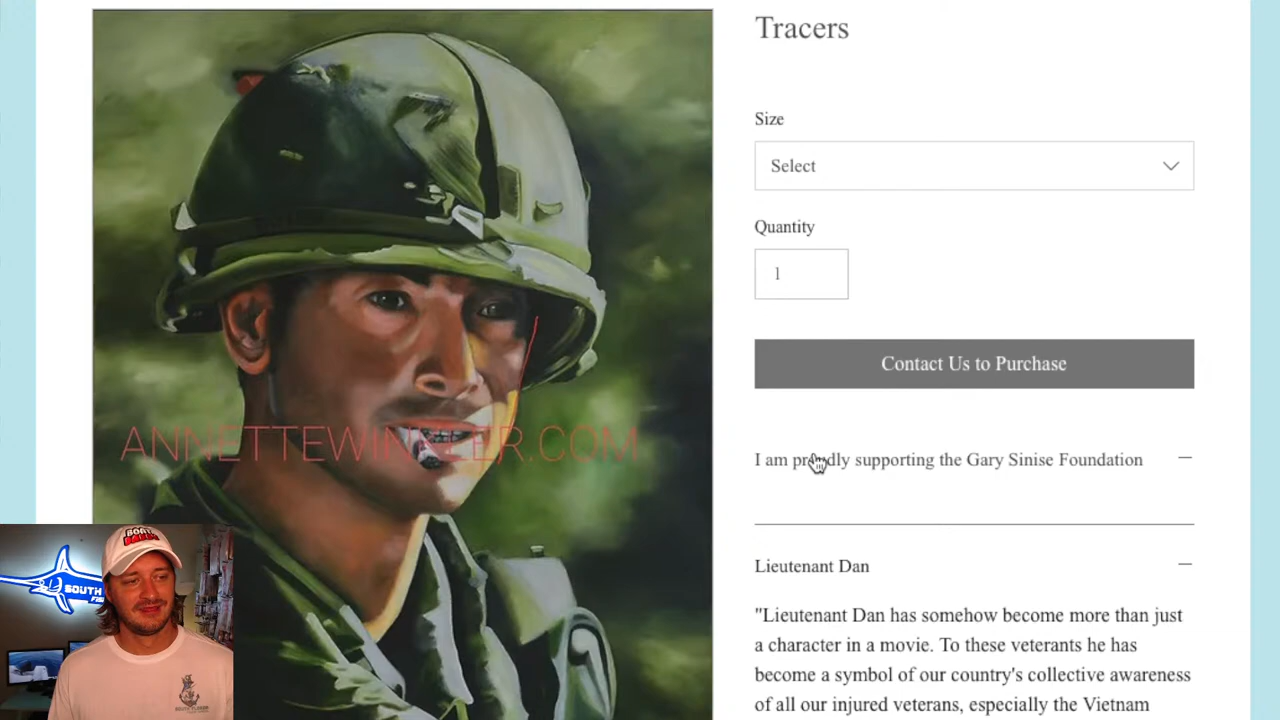 Tracers
Size
Select
Quantity
1
Contact Us to Purchase
ANNETTEWINKLER.COM
I am proudly supporting the Gary Sinise Foundation
Lieutenant Dan
"Lieutenant Dan has somehow become more than just
a character in a movie. To these veterans he has
become a symbol of our country's collective awareness
of all our injured veterans, especially the Vietnam
SOUTH